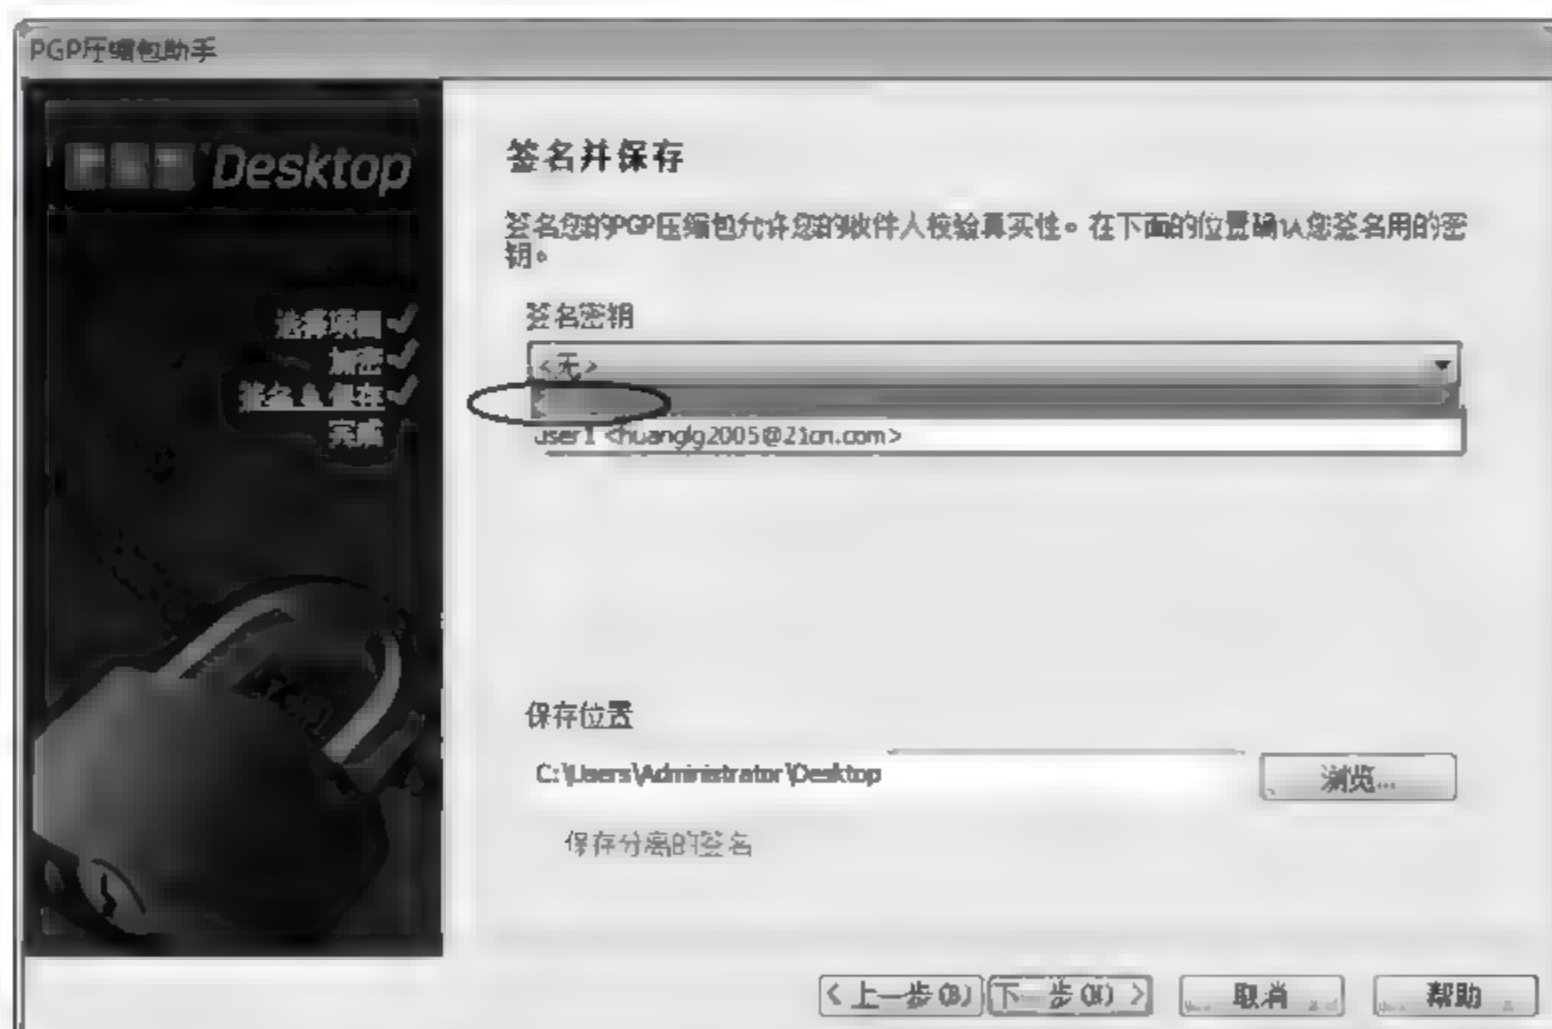 PGP压缩包助手
Desktop
选择项目
加密
签名&保存
完成
签名并保存
签名您的PGP压缩包允许您的收件人校验真实性。在下面的位置确认您签名用的密
钥。
签名密钥
<无>
user1 <huanglg2005@21cn.com>
保存位置
C:\Users\Administrator\Desktop
浏览...
保存分离的签名
<上一步(B) 下一步(N)> 取消 帮助